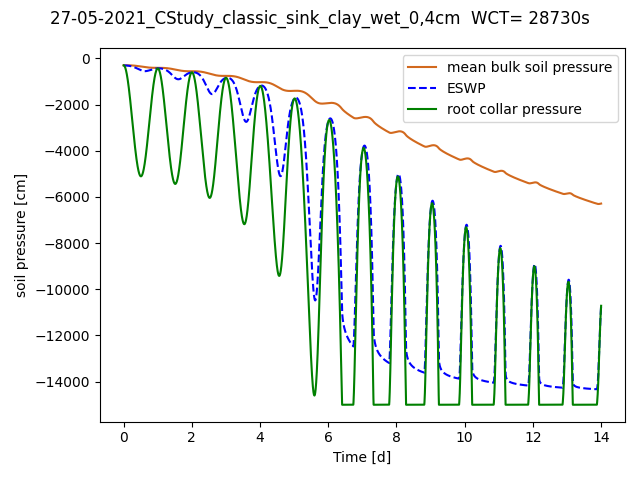 27-05-2021_CStudy_classic_sink_clay_wet_0,4cm  WCT= 28730s
mean bulk soil pressure
ESWP
root collar pressure
soil pressure [cm]
0
−2000
−4000
−6000
−8000
−10000
−12000
−14000
0 2 4 6 8 10 12 14
Time [d]